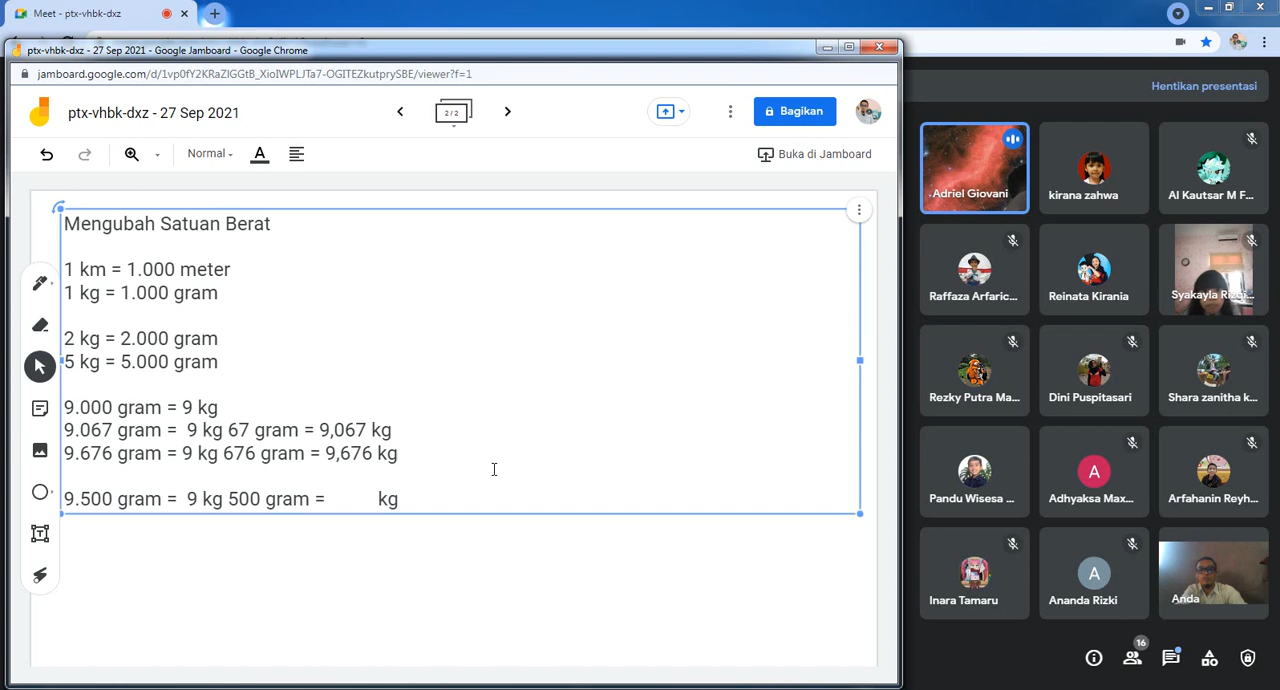 Meet - ptx-vhbk-dxz
ptx-vhbk-dxz - 27 Sep 2021 - Google Jamboard - Google Chrome
jamboard.google.com/d/1vp0fY2KRaZIGGtB_XioIWPLJTa7-OGITEZkutprySBE/viewer?f=1
Hentikan presentasi
ptx-vhbk-dxz - 27 Sep 2021
2 / 2
Bagikan
Normal
A
Buka di Jamboard
Mengubah Satuan Berat
1 km = 1.000 meter
1 kg = 1.000 gram
2 kg = 2.000 gram
5 kg = 5.000 gram
9.000 gram = 9 kg
9.067 gram = 9 kg 67 gram = 9,067 kg
9.676 gram = 9 kg 676 gram = 9,676 kg
9.500 gram = 9 kg 500 gram = kg
Adriel Giovani
kirana zahwa
Al Kautsar M F...
Raffaza Arfaric...
Reinata Kirania
Syakayla Rizqi...
Rezky Putra Ma...
Dini Puspitasari
Shara zanitha k...
Pandu Wisesa ...
A
Adhyaksa Max...
Arfahanin Reyh...
Inara Tamaru
A
Ananda Rizki
Anda
16